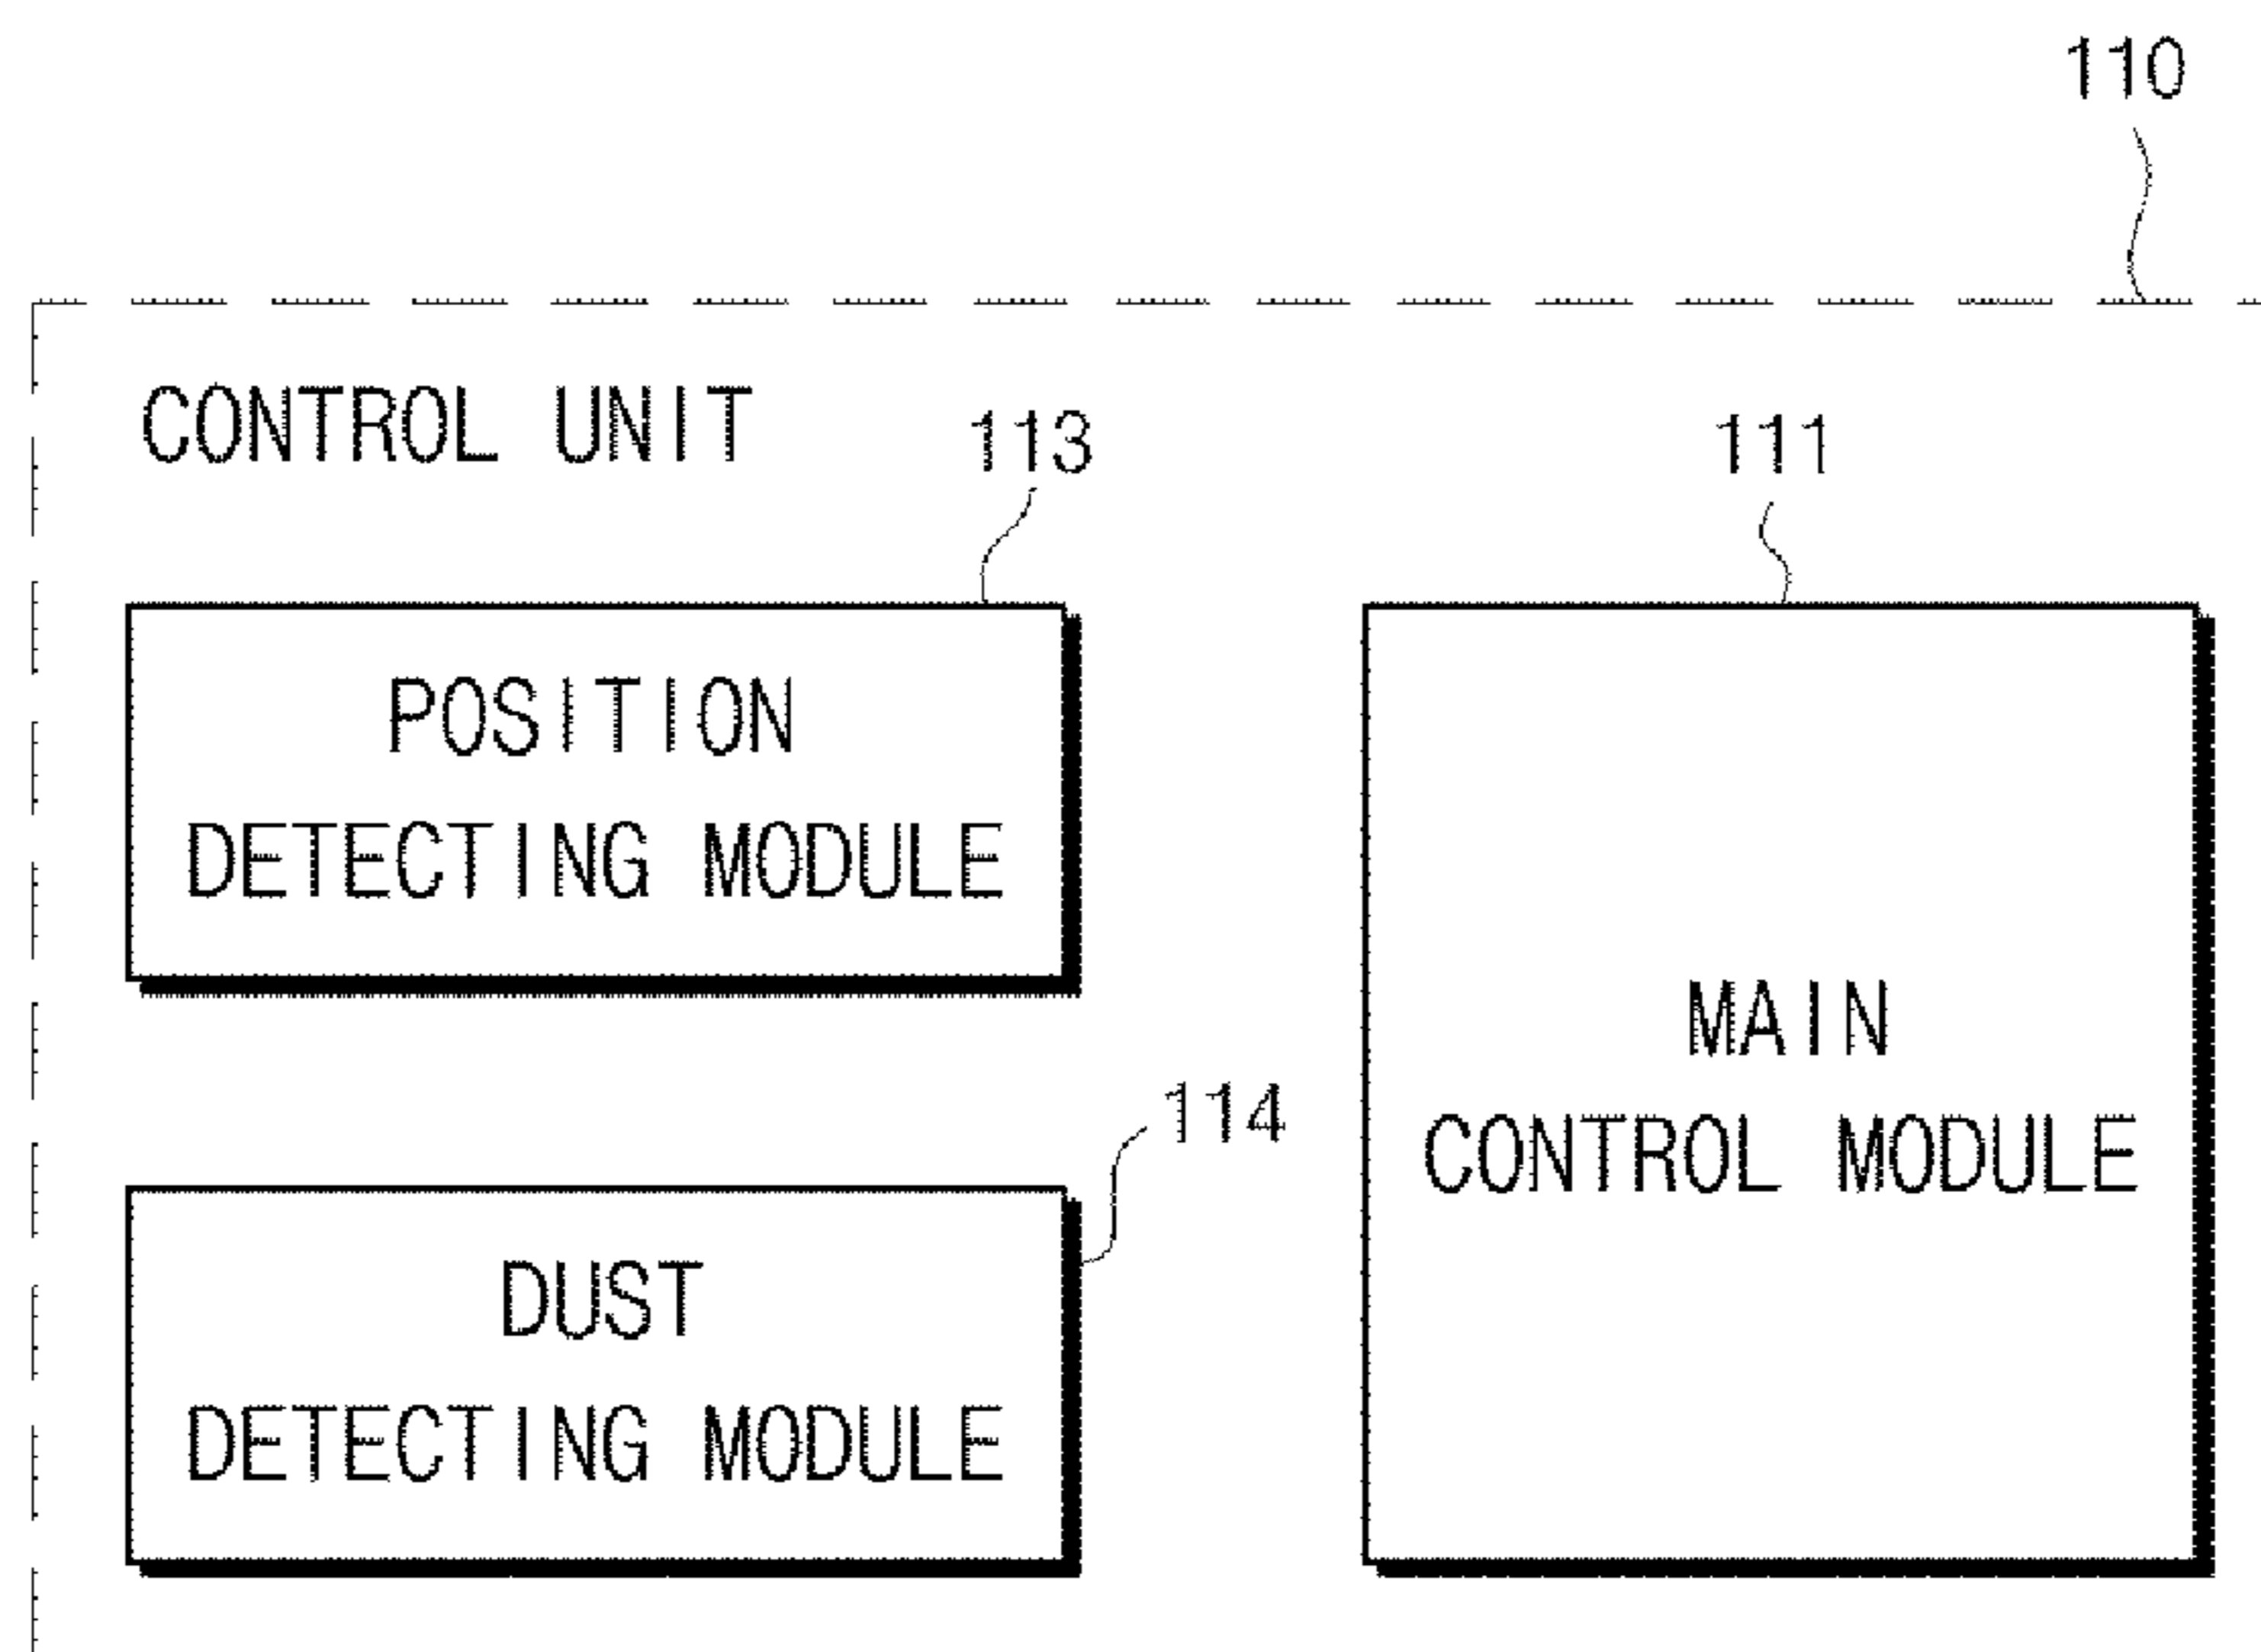 110
CONTROL UNIT
113
111
POSITION
DETECTING MODULE
MAIN
CONTROL MODULE
114
DUST
DETECTING MODULE